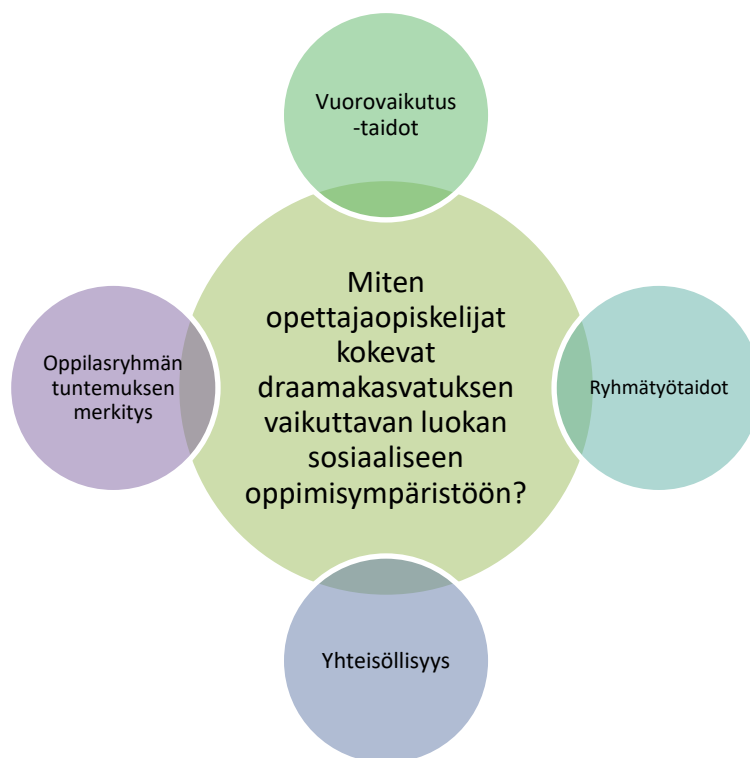 Vuorovaikutus
-taidot
Miten
opettajaopiskelijat
kokevat
draamakasvatuksen
vaikuttavan luokan
sosiaaliseen
oppimisympäristöön?
Oppilasryhmän
tuntemuksen
merkitys
Ryhmätyötaidot
Yhteisöllisyys